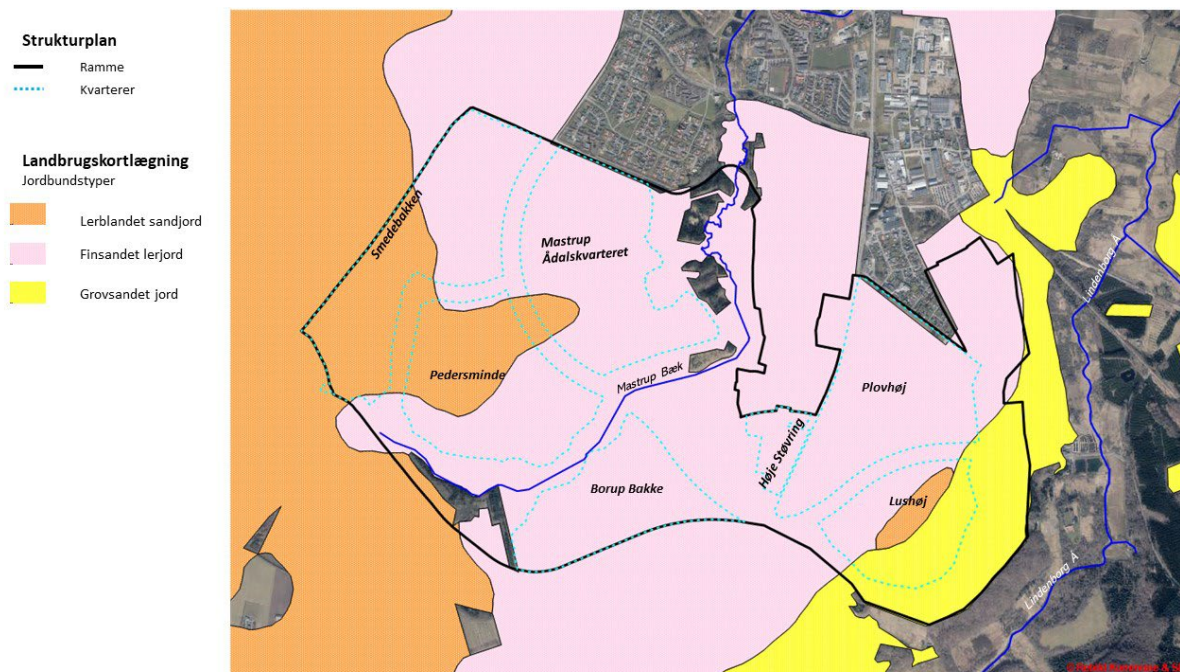 Strukturplan
Ramme
Kvarterer
Landbrugskortlægning
Jordbundstyper
Lerblandet sandjord
Finsandet lerjord
Grovsandet jord
Smedebakken
Mastrup
Ådalskvarteret
Pedersminde
Mastrup Bæk
Borup Bakke
Høje Støvring
Plovhøj
Lushøj
Lindenborg Å
Lindenborg Å